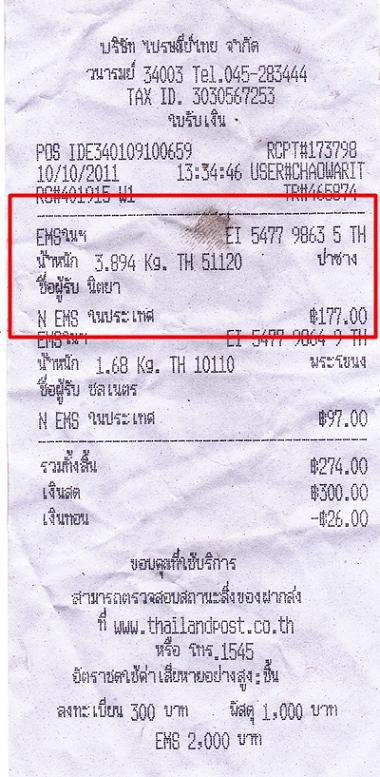 บริษัท ไปรษณีย์ไทย จำกัด
วนารมย์ 34003 Tel.045-283444
TAX ID. 3030567253
ใบรับเงิน
POS IDE340109100659 RCPT#173798
10/10/2011 13:34:46 USER#CHAOWARIT
RG#401915 W1 TR#465874
EMSในฯ EI 5477 9863 5 TH
น้ำหนัก 3.894 Kg. TH 51120 ป่าซาง
ชื่อผู้รับ นิตยา
N EMS ในประเทศ ฿177.00
EMSในฯ EI 5477 9864 9 TH
น้ำหนัก 1.68 Kg. TH 10110 พระโขนง
ชื่อผู้รับ ชลเนตร
N EMS ในประเทศ ฿97.00
รวมทั้งสิ้น ฿274.00
เงินสด ฿300.00
เงินทอน -฿26.00
ขอบคุณที่ใช้บริการ
สามารถตรวจสอบสถานะสิ่งของฝากส่ง
ที่ www.thailandpost.co.th
หรือ โทร.1545
อัตราชดใช้ค่าเสียหายอย่างสูง:ชิ้น
ลงทะเบียน 300 บาท พัสดุ 1,000 บาท
EMS 2,000 บาท